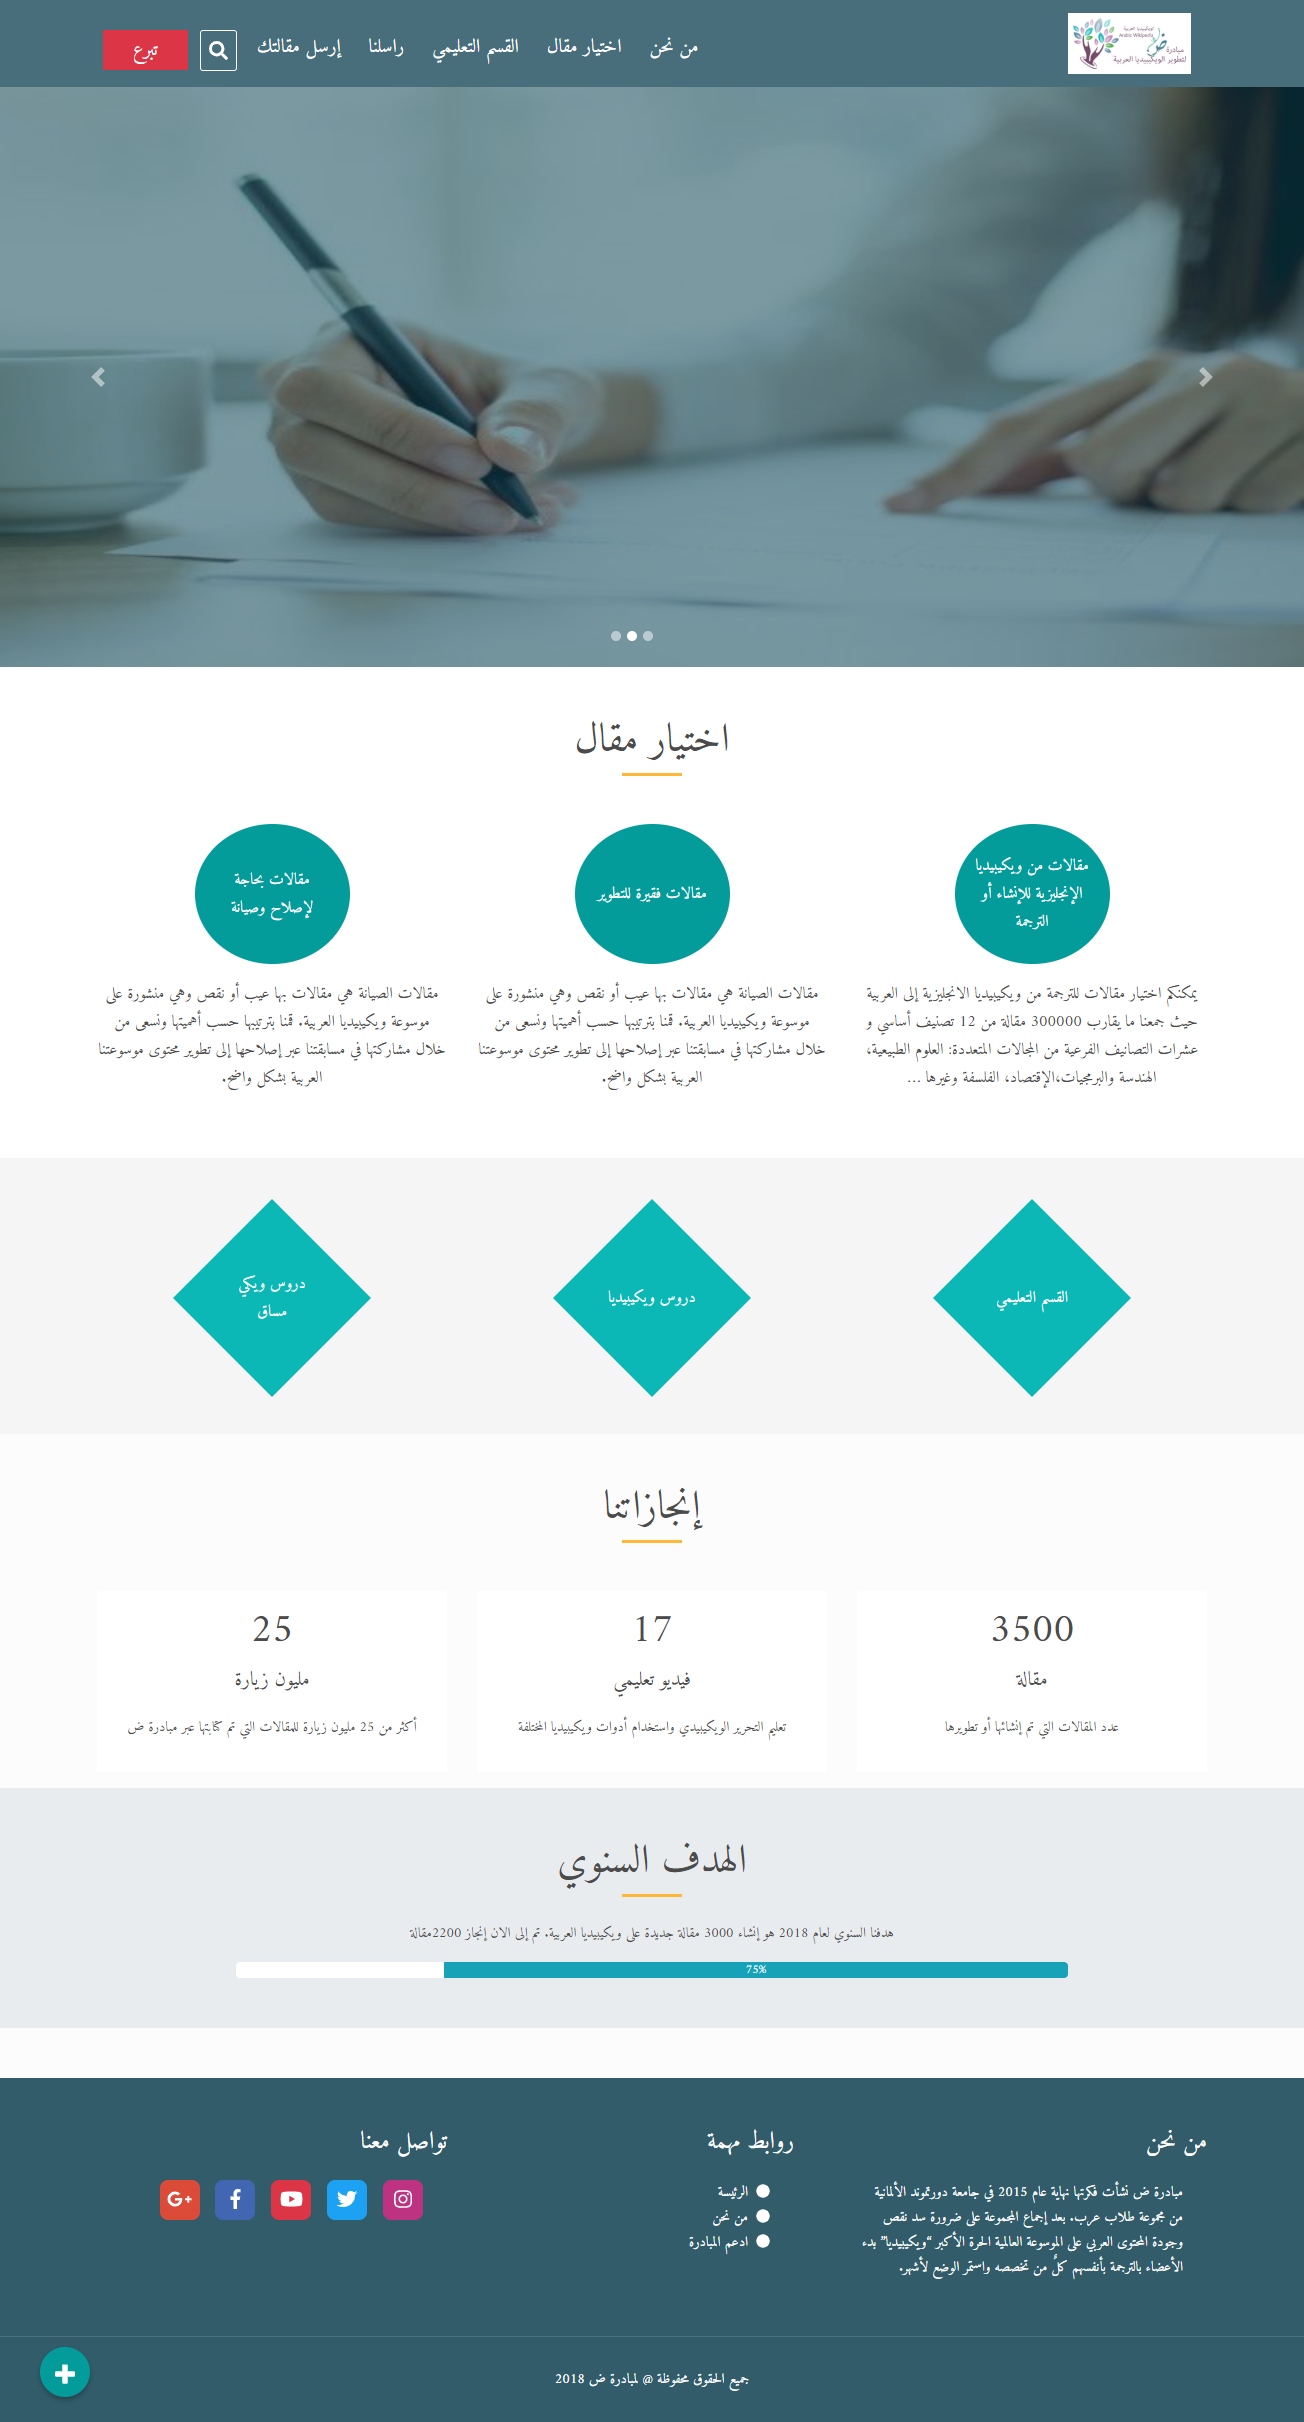 ويكيبيديا العربية
Arabic Wikipedia
مبادرة ض
لتطوير الويكيبيديا العربية
من نحن
اختيار مقال
القسم التعليمي
راسلنا
إرسل مقالتك
تبرع
اختيار مقال
مقالات من ويكيبيديا
الإنجليزية للإنشاء أو
الترجمة
يمكنكم اختيار مقالات للترجمة من ويكيبيديا الانجليزية إلى العربية
حيث جمعنا ما يقارب 300000 مقالة من 12 تصنيف أساسي و
عشرات التصانيف الفرعية من المجالات المتعددة: العلوم الطبيعية،
الهندسة والبرمجيات،الإقتصاد، الفلسفة وغيرها ...
مقالات فقيرة للتطوير
مقالات الصيانة هي مقالات بها عيب أو نقص وهي منشورة على
موسوعة ويكيبيديا العربية. قمنا بترتيبها حسب أهميتها ونسعى من
خلال مشاركتها في مسابقتنا عبر إصلاحها إلى تطوير محتوى موسوعتنا
العربية بشكل واضح.
مقالات بحاجة
لإصلاح وصيانة
مقالات الصيانة هي مقالات بها عيب أو نقص وهي منشورة على
موسوعة ويكيبيديا العربية. قمنا بترتيبها حسب أهميتها ونسعى من
خلال مشاركتها في مسابقتنا عبر إصلاحها إلى تطوير محتوى موسوعتنا
العربية بشكل واضح.
القسم التعليمي
دروس ويكيبيديا
دروس ويكي
مساق
إنجازاتنا
3500
مقالة
عدد المقالات التي تم إنشائها أو تطويرها
17
فيديو تعليمي
تعليم التحرير الويكيبيدي واستخدام أدوات ويكيبيديا المختلفة
25
مليون زيارة
أكثر من 25 مليون زيارة للمقالات التي تم كتابتها عبر مبادرة ض
الهدف السنوي
هدفنا السنوي لعام 2018 هو إنشاء 3000 مقالة جديدة على ويكيبيديا العربية. تم إلى الان إنجاز 2200مقالة
75%
من نحن
مبادرة ض نشأت فكرتها نهاية عام 2015 في جامعة دورتموند الألمانية
من مجموعة طلاب عرب. بعد إجماع المجموعة على ضرورة سد نقص
وجودة المحتوى العربي على الموسوعة العالمية الحرة الأكبر “ويكيبيديا” بدء
الأعضاء بالترجمة بأنفسهم كلٌ من تخصصه واستمر الوضع لأشهر.
روابط مهمة
الرئيسة
من نحن
ادعم المبادرة
تواصل معنا
G+
جميع الحقوق محفوظة @ لمبادرة ض 2018